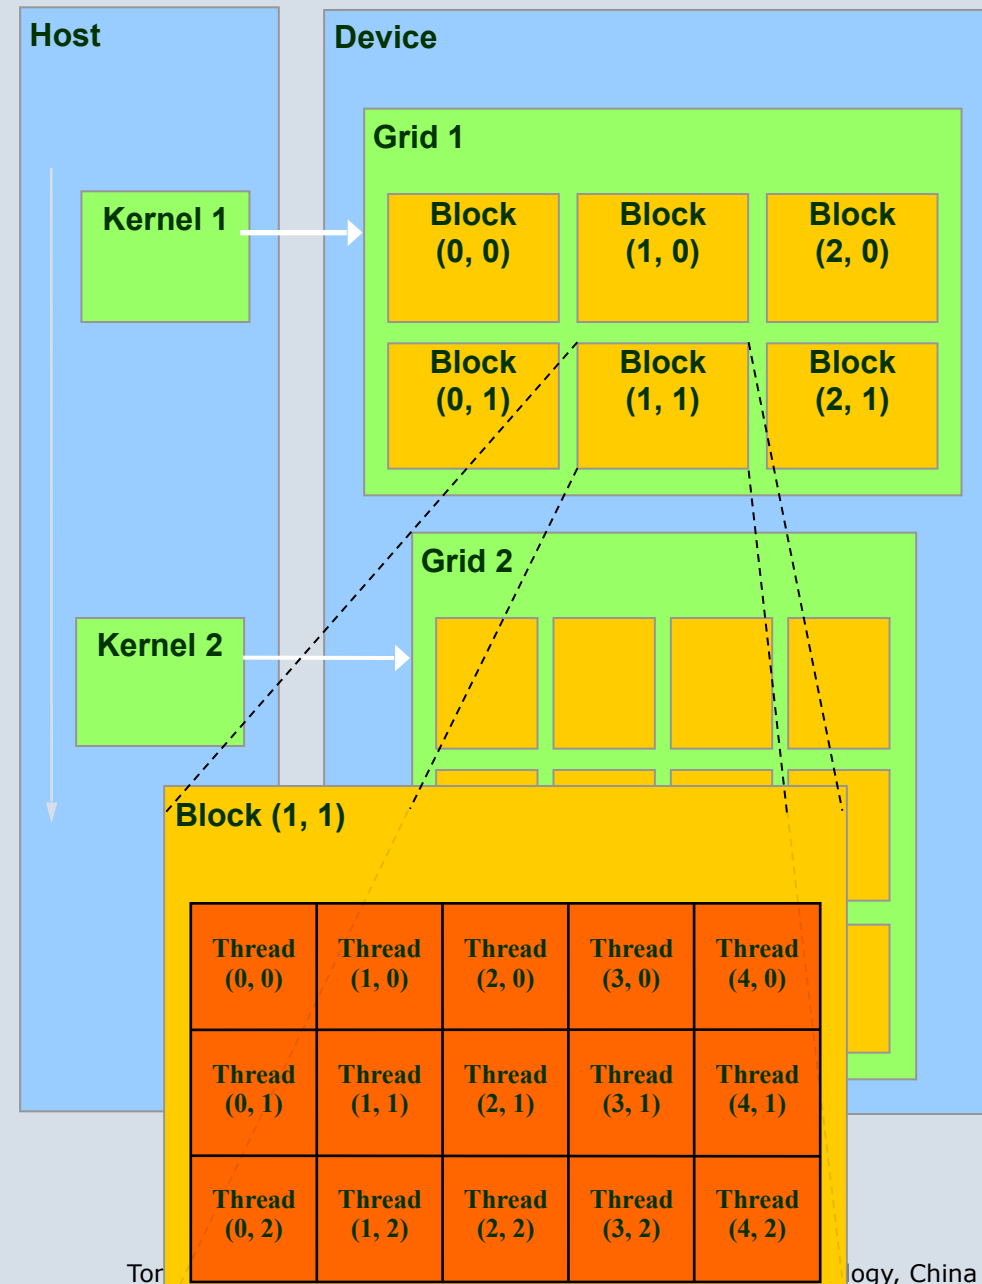 Host
Device
Grid 1
Kernel 1
Block
(0, 0)
Block
(1, 0)
Block
(2, 0)
Block
(0, 1)
Block
(1, 1)
Block
(2, 1)
Grid 2
Kernel 2
Block (1, 1)
Thread
(0, 0)
Thread
(1, 0)
Thread
(2, 0)
Thread
(3, 0)
Thread
(4, 0)
Thread
(0, 1)
Thread
(1, 1)
Thread
(2, 1)
Thread
(3, 1)
Thread
(4, 1)
Thread
(0, 2)
Thread
(1, 2)
Thread
(2, 2)
Thread
(3, 2)
Thread
(4, 2)
China